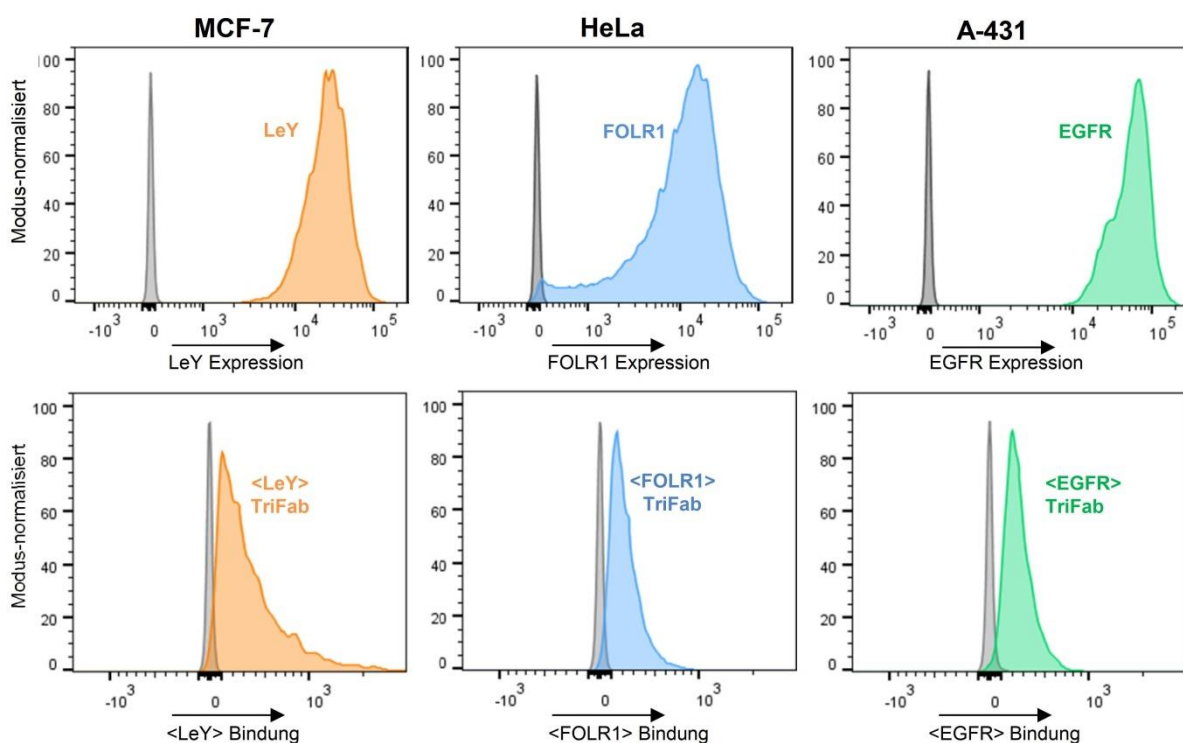 MCF-7
HeLa
A-431
Modus-normalisiert
100
80
60
40
20
0
LeY
-10³ 0 10³ 10⁴ 10⁵
LeY Expression
100
80
60
40
20
0
FOLR1
-10³ 0 10³ 10⁴ 10⁵
FOLR1 Expression
100
80
60
40
20
0
EGFR
-10³ 0 10³ 10⁴ 10⁵
EGFR Expression
Modus-normalisiert
100
80
60
40
20
0
<LeY>
TriFab
-10³ 0 10³
<LeY> Bindung
100
80
60
40
20
0
<FOLR1>
TriFab
-10³ 0 10³
<FOLR1> Bindung
100
80
60
40
20
0
<EGFR>
TriFab
-10³ 0 10³
<EGFR> Bindung